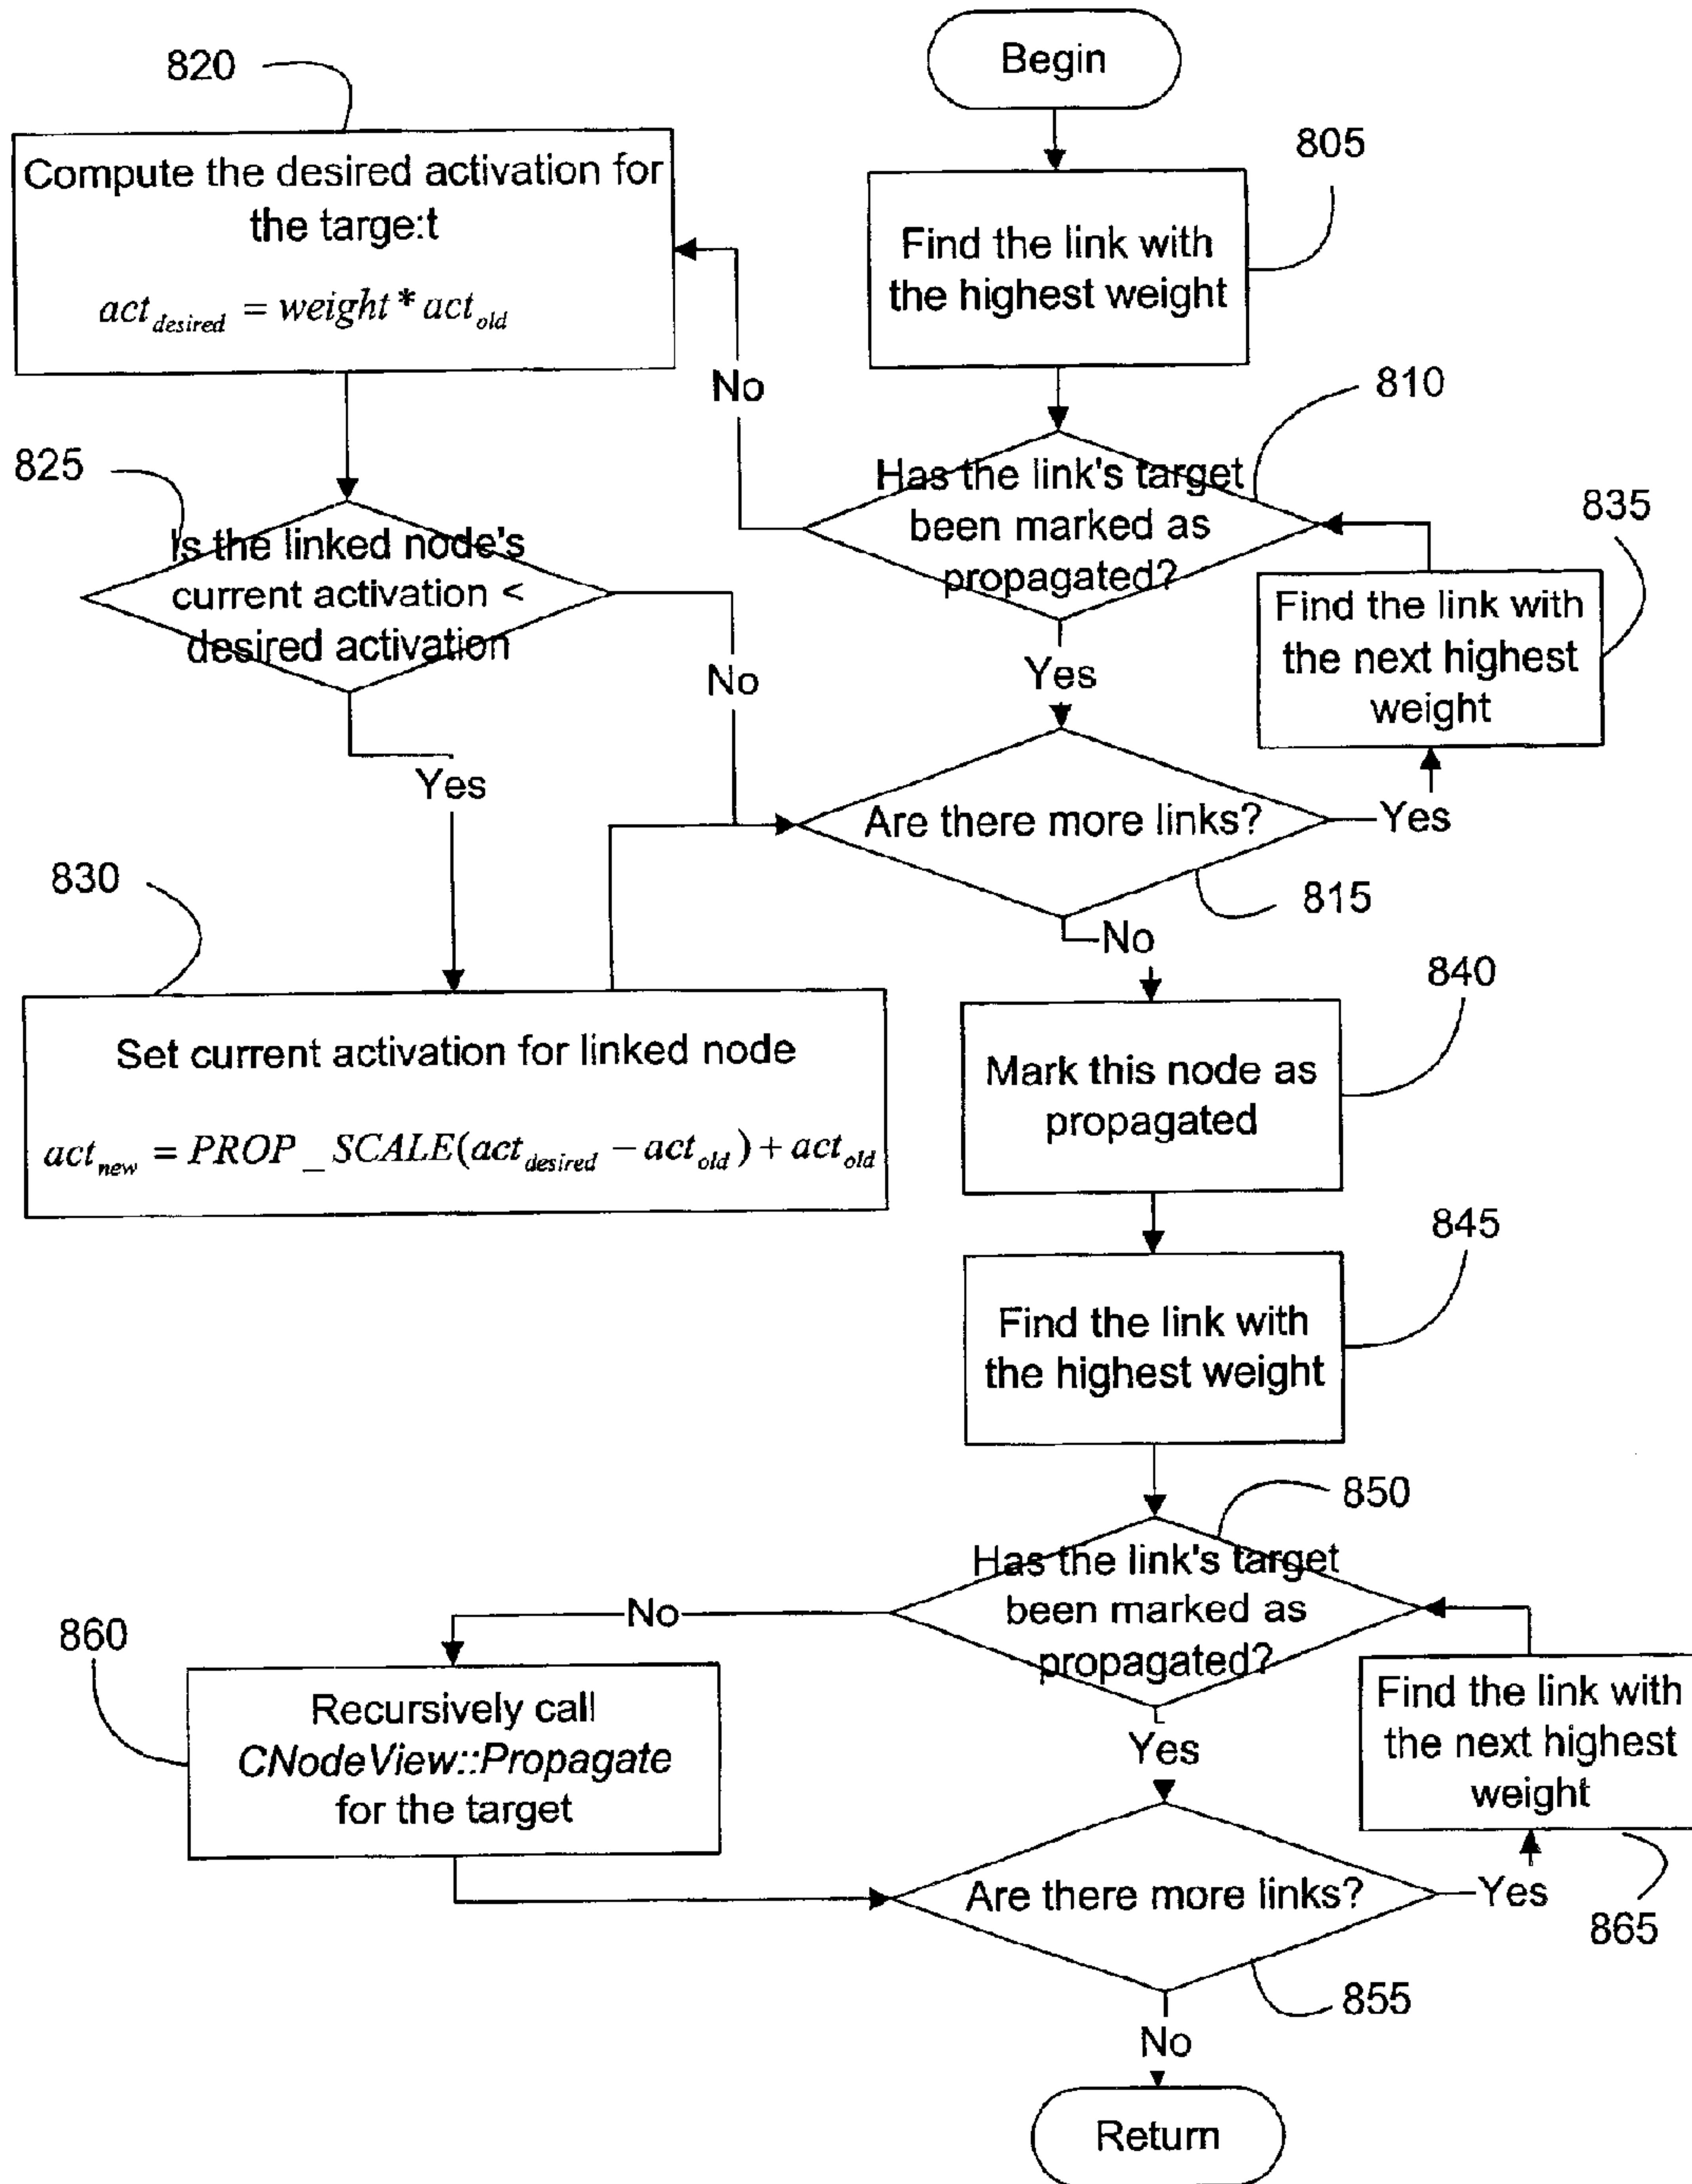 Begin
820
805
Compute the desired activation for
the targe:t
act_desired = weight * act_old
Find the link with
the highest weight
No
810
825
Has the link's target
been marked as
propagated?
835
Is the linked node's
current activation <
desired activation
Find the link with
the next highest
weight
No
Yes
Yes
Are there more links?
Yes
830
815
No
840
Set current activation for linked node
act_new = PROP_SCALE(act_desired – act_old) + act_old
Mark this node as
propagated
845
Find the link with
the highest weight
850
Has the link's target
been marked as
propagated?
No
860
Recursively call
CNodeView::Propagate
for the target
Find the link with
the next highest
weight
Yes
Are there more links?
Yes
865
855
No
Return